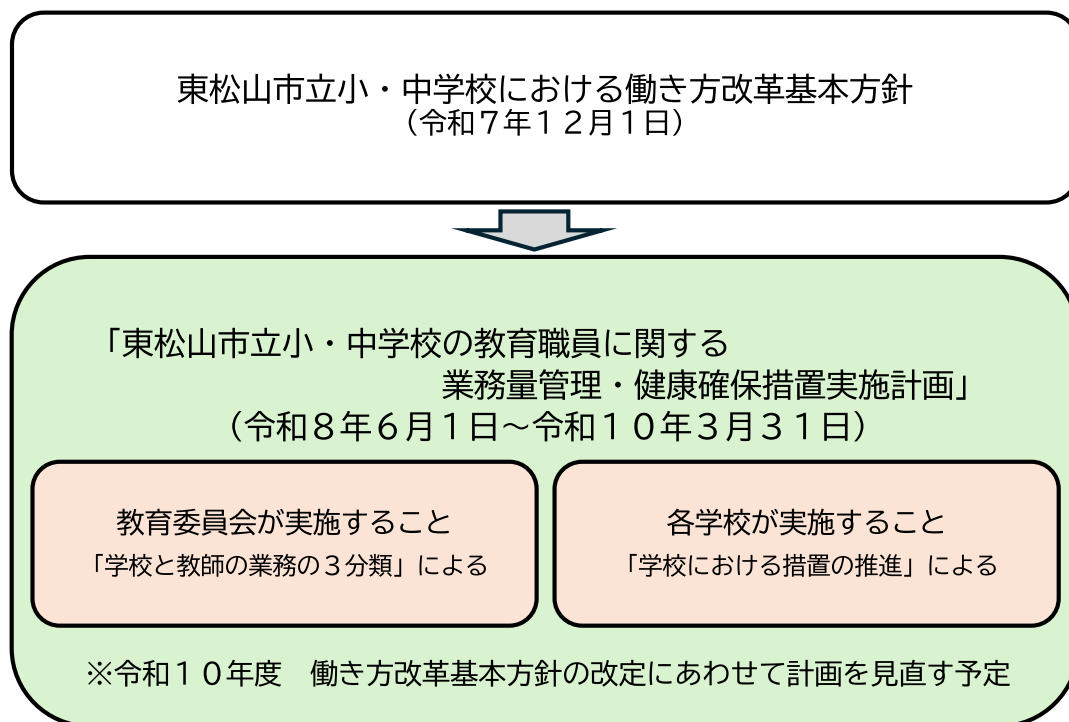 東松山市立小・中学校における働き方改革基本方針
（令和７年１２月１日）
「東松山市立小・中学校の教育職員に関する
業務量管理・健康確保措置実施計画」
（令和８年６月１日～令和１０年３月３１日）
教育委員会が実施すること
「学校と教師の業務の３分類」による
各学校が実施すること
「学校における措置の推進」による
※令和１０年度　働き方改革基本方針の改定にあわせて計画を見直す予定